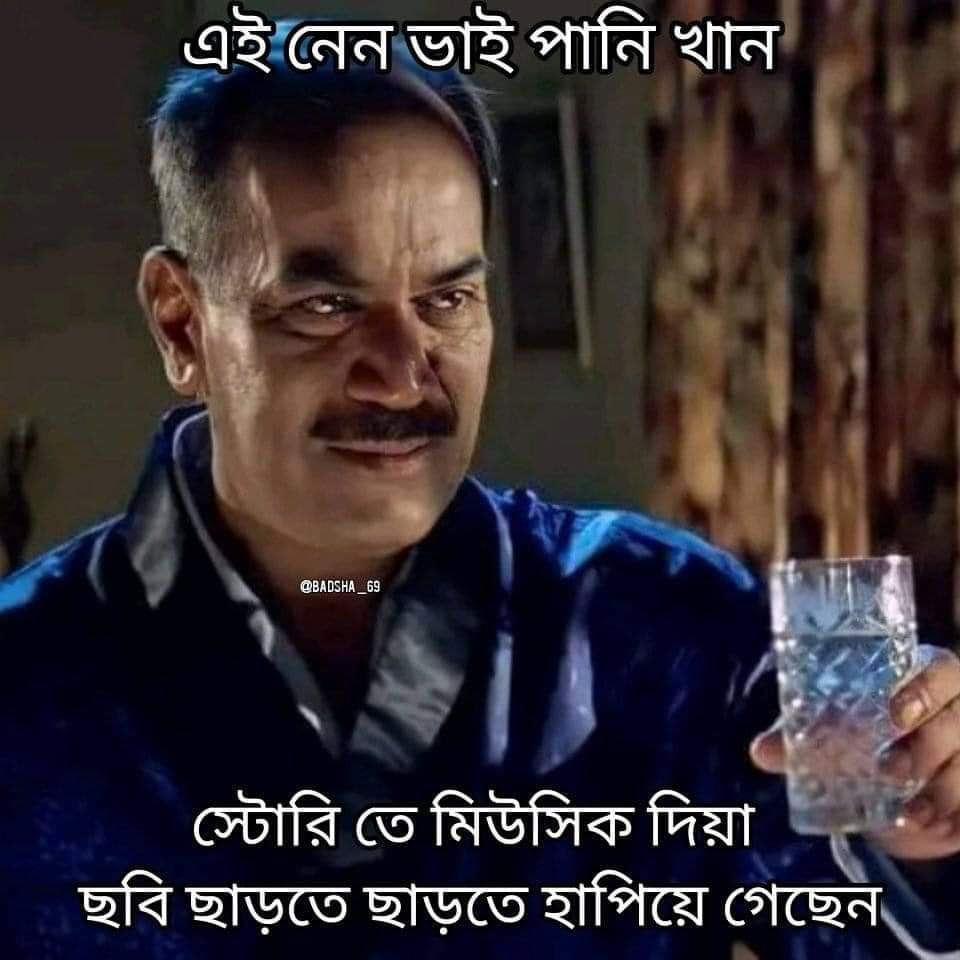 এই নেন ভাই পানি খান
@BADSHA_69
স্টোরি তে মিউসিক দিয়া
ছবি ছাড়তে ছাড়তে হাপিয়ে গেছেন